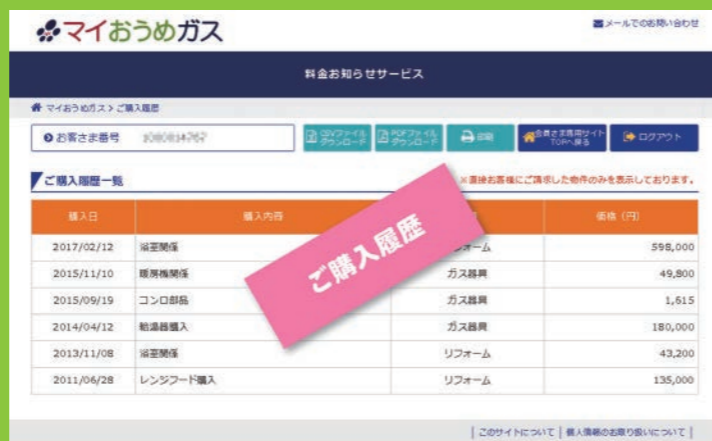 マイおうめガス
メールでのお問い合わせ
料金お知らせサービス
マイおうめガス > ご購入履歴
お客さま番号
CSVファイル
ダウンロード
PDFファイル
ダウンロード
印刷
会員さま専用サイト
TOPへ戻る
ログアウト
ご購入履歴一覧
※直接お客様にご請求した物件のみを表示しております。
購入日 購入内容 価格（円）
2017/02/12 浴室関係 リフォーム 598,000
ご購入履歴
2015/11/10 暖房機関係 ガス器具 49,800
2015/09/19 コンロ部品 ガス器具 1,615
2014/04/12 給湯器購入 ガス器具 180,000
2013/11/08 浴室関係 リフォーム 43,200
2011/06/28 レンジフード購入 リフォーム 135,000
| このサイトについて | 個人情報のお取り扱いについて |